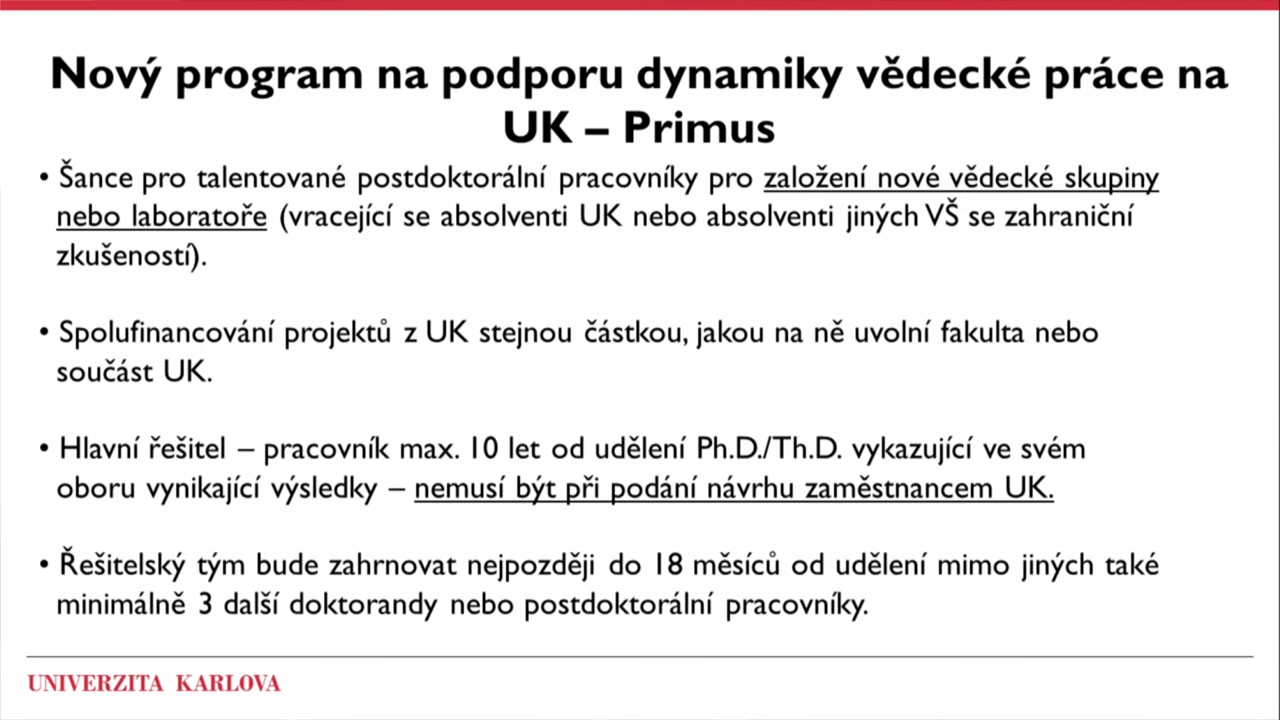 Nový program na podporu dynamiky vědecké práce na
UK – Primus
• Šance pro talentované postdoktorální pracovníky pro založení nové vědecké skupiny
nebo laboratoře (vracející se absolventi UK nebo absolventi jiných VŠ se zahraniční
zkušeností).
• Spolufinancování projektů z UK stejnou částkou, jakou na ně uvolní fakulta nebo
součást UK.
• Hlavní řešitel – pracovník max. 10 let od udělení Ph.D./Th.D. vykazující ve svém
oboru vynikající výsledky – nemusí být při podání návrhu zaměstnancem UK.
• Řešitelský tým bude zahrnovat nejpozději do 18 měsíců od udělení mimo jiných také
minimálně 3 další doktorandy nebo postdoktorální pracovníky.
UNIVERZITA KARLOVA